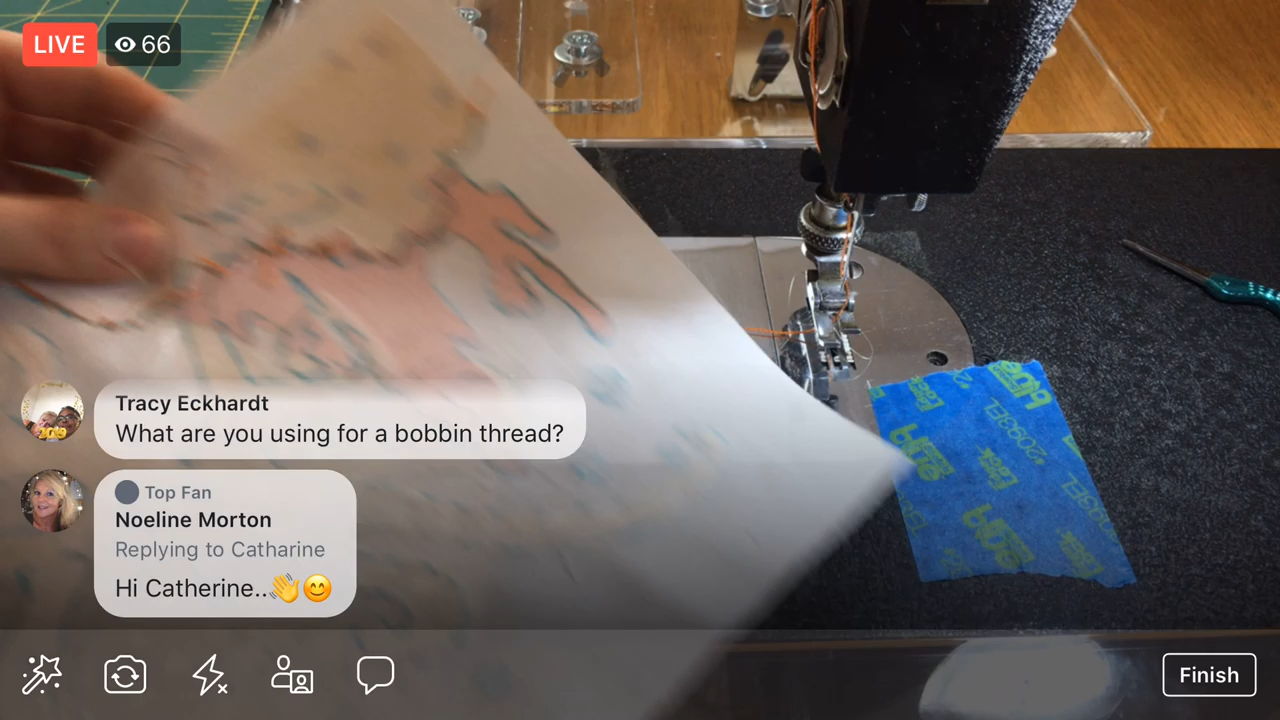 LIVE 66
Tracy Eckhardt
What are you using for a bobbin thread?
Top Fan
Noeline Morton
Replying to Catharine
Hi Catherine..👋😊
Finish